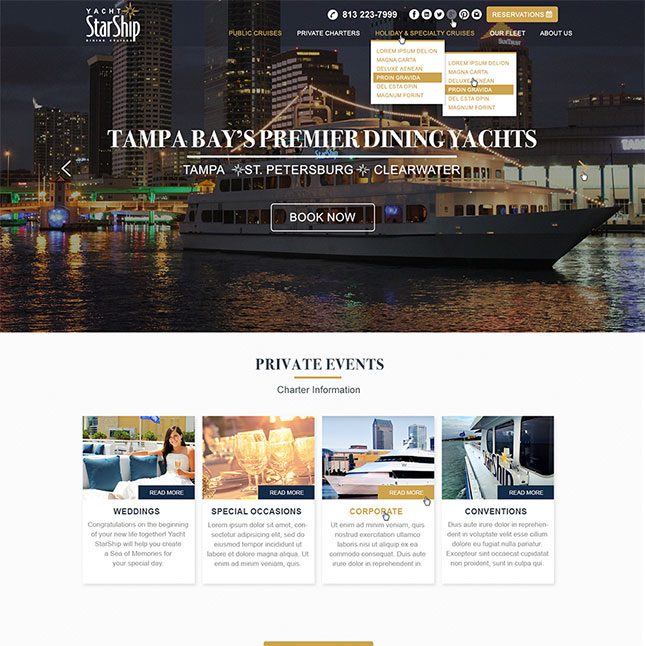 YACHT
StarShip
DINING CRUISES
813 223-7999
RESERVATIONS
PUBLIC CRUISES PRIVATE CHARTERS HOLIDAY & SPECIALTY CRUISES OUR FLEET ABOUT US
LOREM IPSUM DELION
MAGNA CARTA
DELUXE AENEAN
PROIN GRAVIDA
DEL ESTA OPIN
MAGNUM FORINT
LOREM IPSUM DELION
MAGNA CARTA
DELUXE AENEAN
PROIN GRAVIDA
DEL ESTA OPIN
MAGNUM FORINT
TAMPA BAY'S PREMIER DINING YACHTS
StarShip
TAMPA ST. PETERSBURG CLEARWATER
BOOK NOW
PRIVATE EVENTS
Charter Information
READ MORE
READ MORE
READ MORE
READ MORE
WEDDINGS
Congratulations on the beginning
of your new life together! Yacht
StarShip will help you create
a Sea of Memories for
your special day.
SPECIAL OCCASIONS
Lorem ipsum dolor sit amet, con-
sectetur adipisicing elit, sed do
eiusmod tempor incididunt ut
labore et dolore magna aliqua. Ut
enim ad minim veniam, quis
CORPORATE
Ut enim ad minim veniam, quis
nostrud exercitation ullamco
laboris nisi ut aliquip ex ea
commodo consequat. Duis aute
irure dolor in reprehenderit in.
CONVENTIONS
Duis aute irure dolor in reprehen-
derit in voluptate velit esse cillum
dolore eu fugiat nulla pariatur.
Excepteur sint occaecat cupidatat
non proident, sunt in culpa qui.